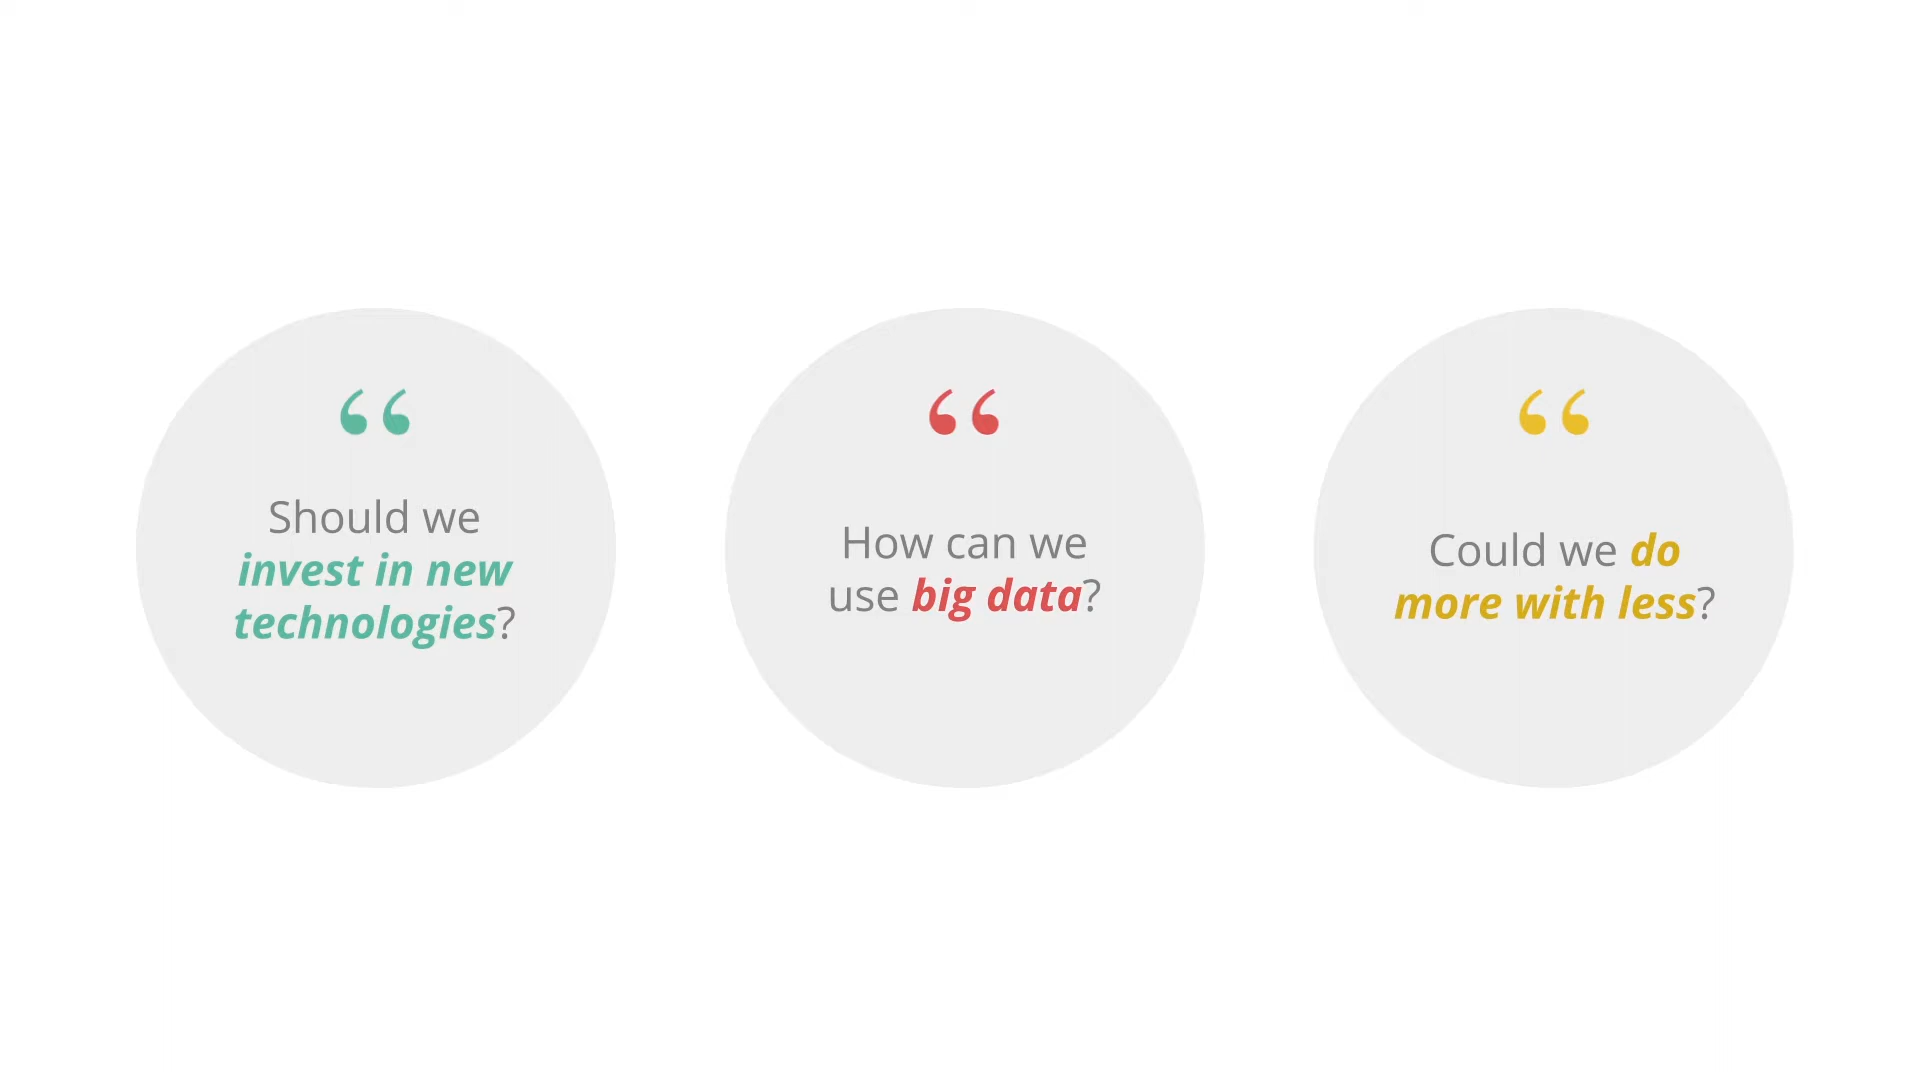 “
Should we
invest in new
technologies?
“
How can we
use big data?
“
Could we do
more with less?